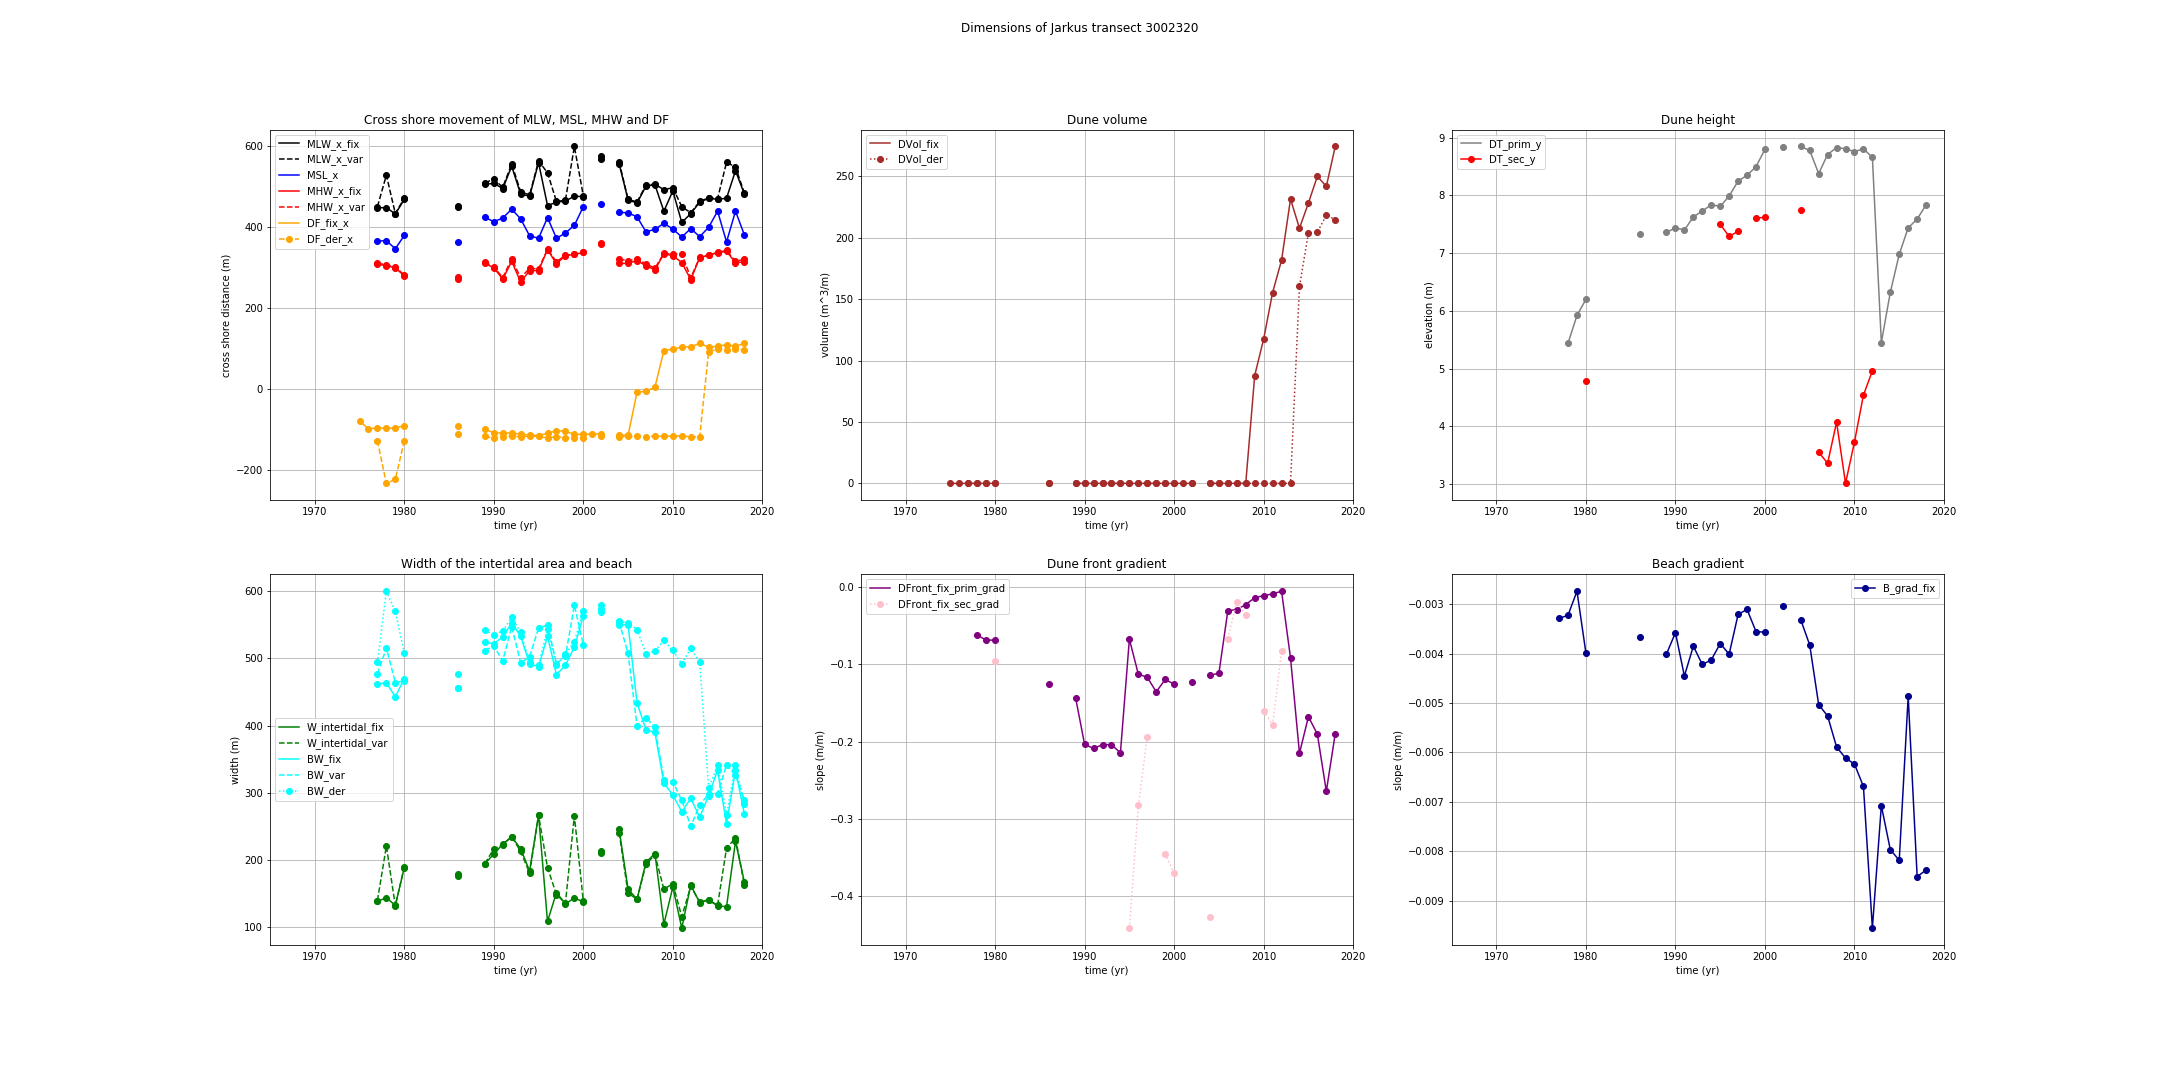 Dimensions of Jarkus transect 3002320
Cross shore movement of MLW, MSL, MHW and DF
MLW_x_fix
MLW_x_var
MSL_x
MHW_x_fix
MHW_x_var
DF_fix_x
DF_der_x
600
400
200
0
−200
cross shore distance (m)
1970 1980 1990 2000 2010 2020
time (yr)
Dune volume
DVol_fix
DVol_der
250
200
150
100
50
0
volume (m^3/m)
1970 1980 1990 2000 2010 2020
time (yr)
Dune height
DT_prim_y
DT_sec_y
9
8
7
6
5
4
3
elevation (m)
1970 1980 1990 2000 2010 2020
time (yr)
Width of the intertidal area and beach
W_intertidal_fix
W_intertidal_var
BW_fix
BW_var
BW_der
600
500
400
300
200
100
width (m)
1970 1980 1990 2000 2010 2020
time (yr)
Dune front gradient
DFront_fix_prim_grad
DFront_fix_sec_grad
0.0
−0.1
−0.2
−0.3
−0.4
slope (m/m)
1970 1980 1990 2000 2010 2020
time (yr)
Beach gradient
B_grad_fix
−0.003
−0.004
−0.005
−0.006
−0.007
−0.008
−0.009
slope (m/m)
1970 1980 1990 2000 2010 2020
time (yr)